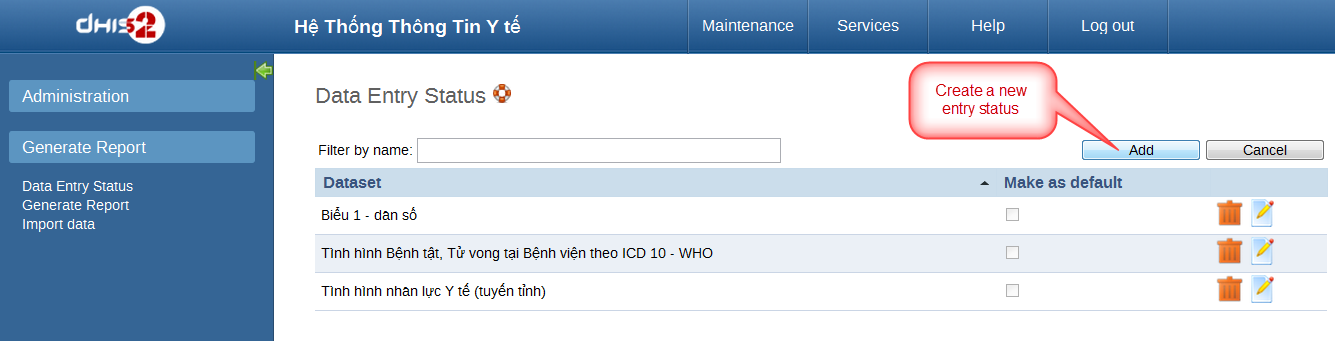 dhis2
Hệ Thống Thông Tin Y tế
Maintenance
Services
Help
Log out
Administration
Generate Report
Data Entry Status
Generate Report
Import data
Data Entry Status
Create a new
entry status
Filter by name:
Add
Cancel
Dataset
Make as default
Biểu 1 - dân số
Tình hình Bệnh tật, Tử vong tại Bệnh viện theo ICD 10 - WHO
Tình hình nhân lực Y tế (tuyến tỉnh)